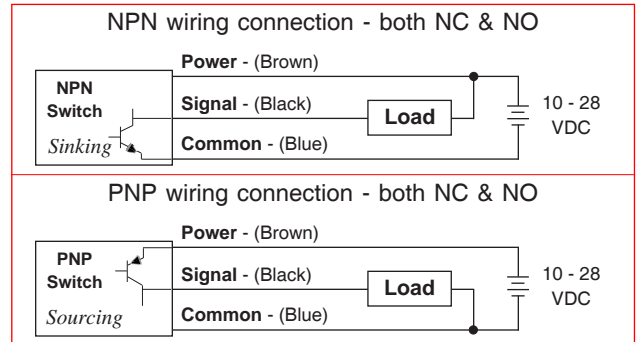 NPN wiring connection - both NC & NO
Power - (Brown)
NPN
Switch
Signal - (Black)
Load
10 - 28
VDC
Sinking
Common - (Blue)
PNP wiring connection - both NC & NO
Power - (Brown)
PNP
Switch
Signal - (Black)
Load
10 - 28
VDC
Sourcing
Common - (Blue)